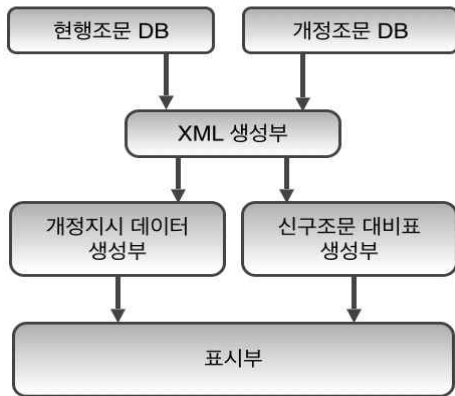 현행조문 DB
개정조문 DB
XML 생성부
개정지시 데이터
생성부
신구조문 대비표
생성부
표시부